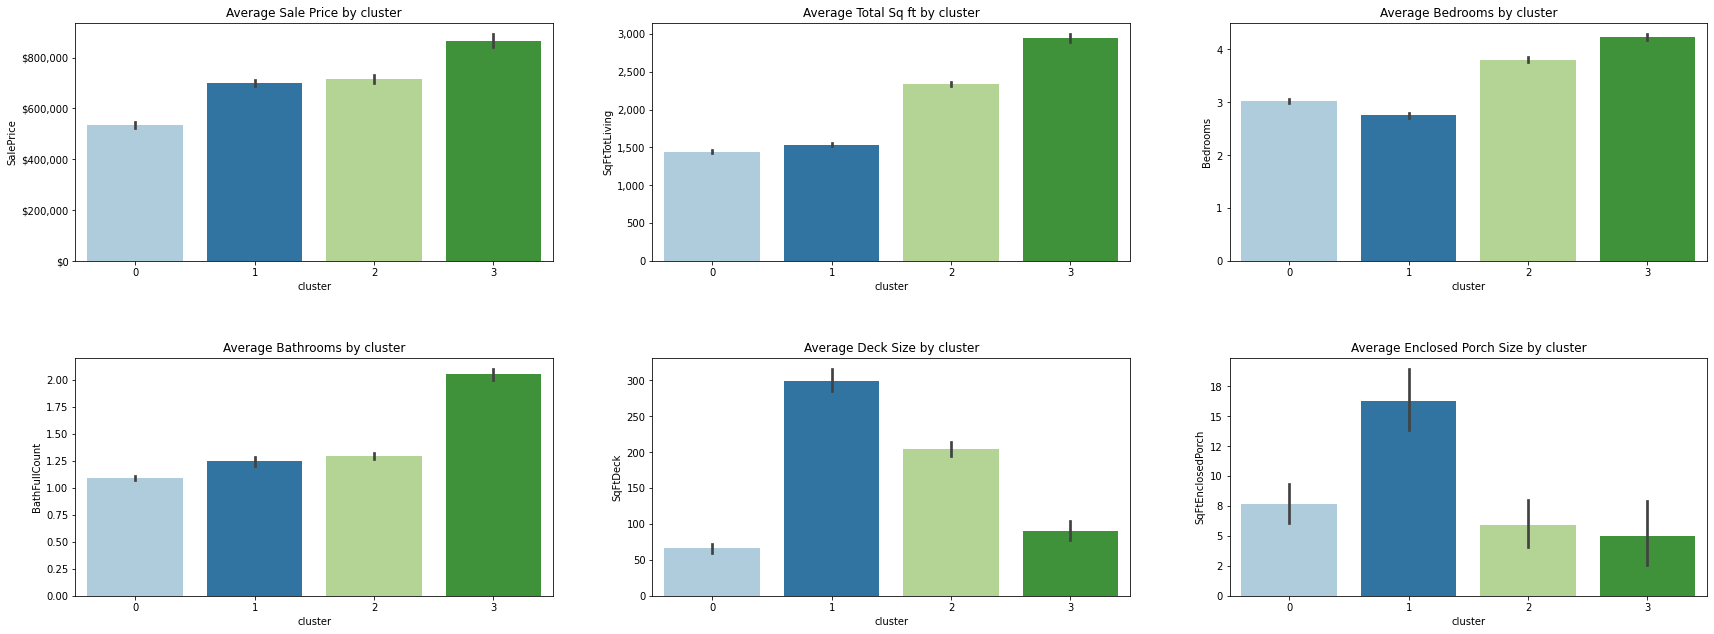 Average Sale Price by cluster
SalePrice
$800,000
$600,000
$400,000
$200,000
$0
0 1 2 3
cluster
Average Total Sq ft by cluster
SqFtTotLiving
3,000
2,500
2,000
1,500
1,000
500
0
0 1 2 3
cluster
Average Bedrooms by cluster
Bedrooms
4
3
2
1
0
0 1 2 3
cluster
Average Bathrooms by cluster
BathFullCount
2.00
1.75
1.50
1.25
1.00
0.75
0.50
0.25
0.00
0 1 2 3
cluster
Average Deck Size by cluster
SqFtDeck
300
250
200
150
100
50
0
0 1 2 3
cluster
Average Enclosed Porch Size by cluster
SqFtEnclosedPorch
18
15
12
10
8
5
2
0
0 1 2 3
cluster